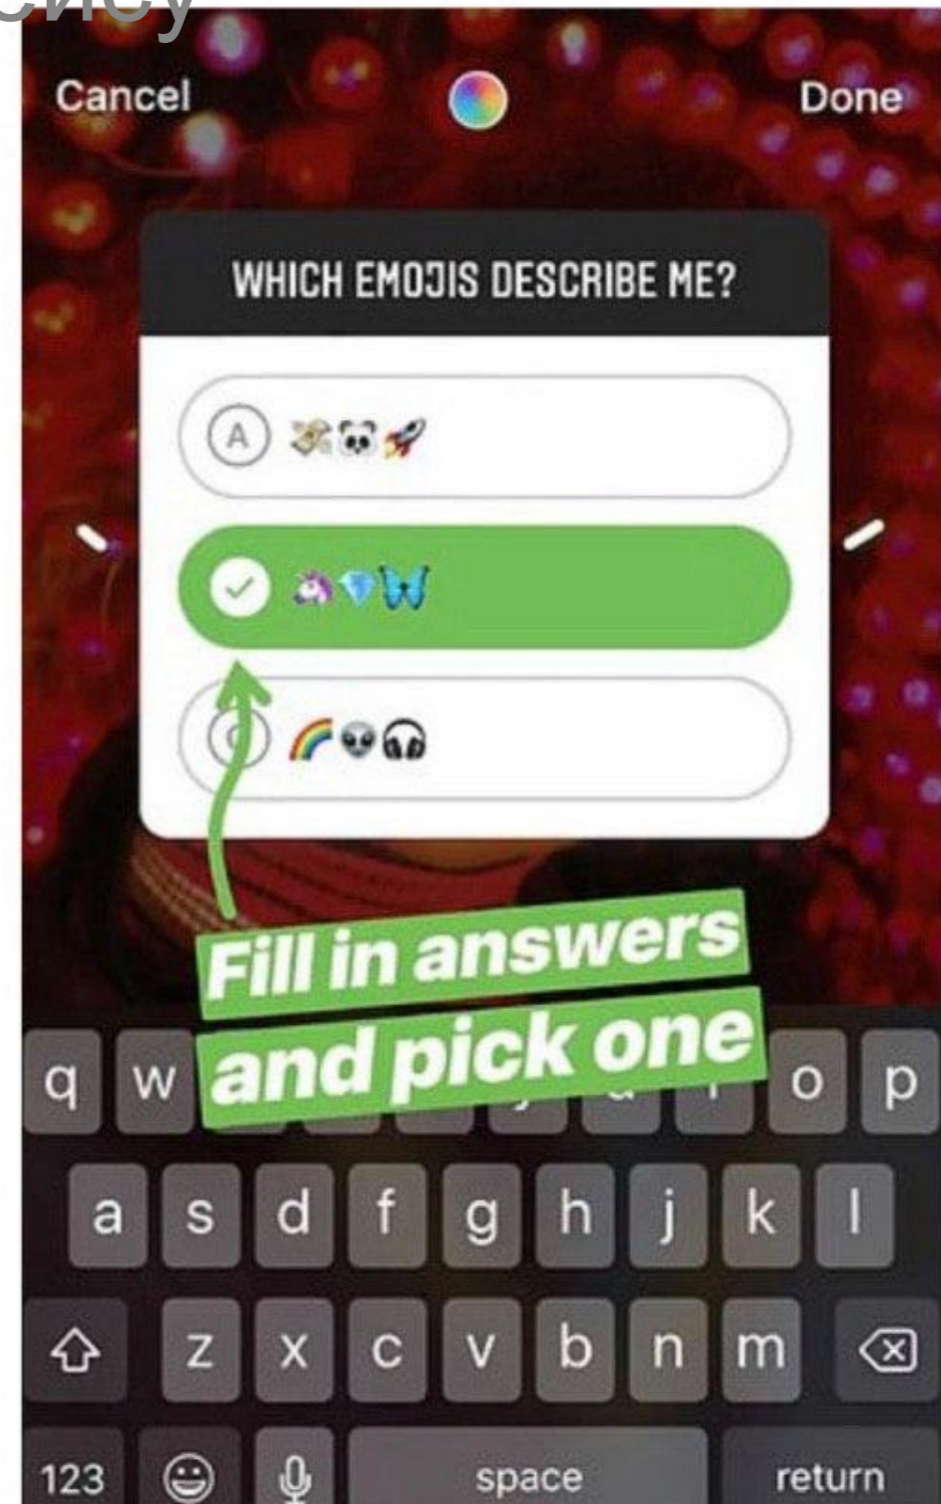 Cancel
Done
WHICH EMOJIS DESCRIBE ME?
A 💸🐼🚀
🦄💎🦋
🌈👽🎧
Fill in answers
and pick one
q w o p
a s d f g h j k l
z x c v b n m
123 space return